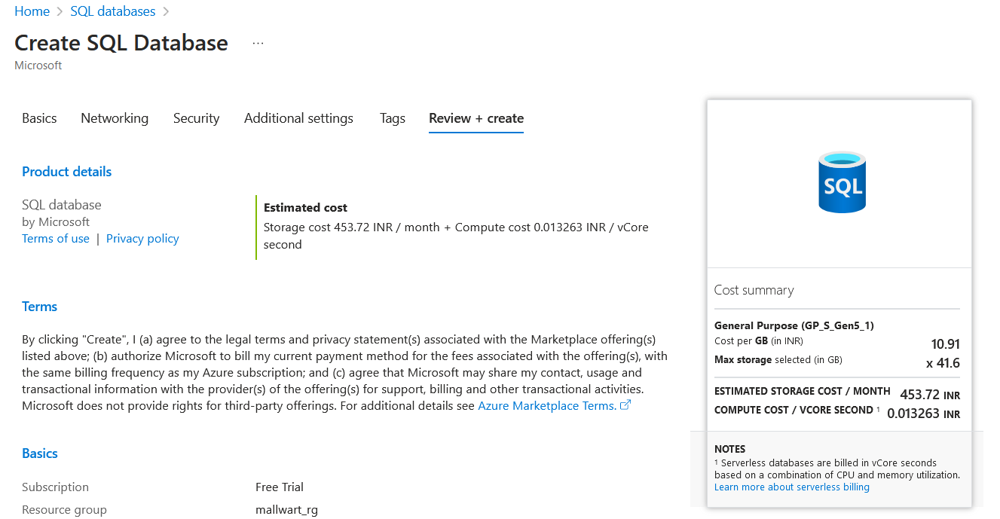 Home > SQL databases >
Create SQL Database ...
Microsoft
Basics Networking Security Additional settings Tags Review + create
Product details
SQL database
by Microsoft
Terms of use | Privacy policy
Estimated cost
Storage cost 453.72 INR / month + Compute cost 0.013263 INR / vCore
second
Terms
By clicking "Create", I (a) agree to the legal terms and privacy statement(s) associated with the Marketplace offering(s)
listed above; (b) authorize Microsoft to bill my current payment method for the fees associated with the offering(s), with
the same billing frequency as my Azure subscription; and (c) agree that Microsoft may share my contact, usage and
transactional information with the provider(s) of the offering(s) for support, billing and other transactional activities.
Microsoft does not provide rights for third-party offerings. For additional details see Azure Marketplace Terms.
Basics
Subscription Free Trial
Resource group mallwart_rg
SQL
Cost summary
General Purpose (GP_S_Gen5_1)
Cost per GB (in INR) 10.91
Max storage selected (in GB) x 41.6
ESTIMATED STORAGE COST / MONTH 453.72 INR
COMPUTE COST / VCORE SECOND ¹ 0.013263 INR
NOTES
¹ Serverless databases are billed in vCore seconds
based on a combination of CPU and memory utilization.
Learn more about serverless billing